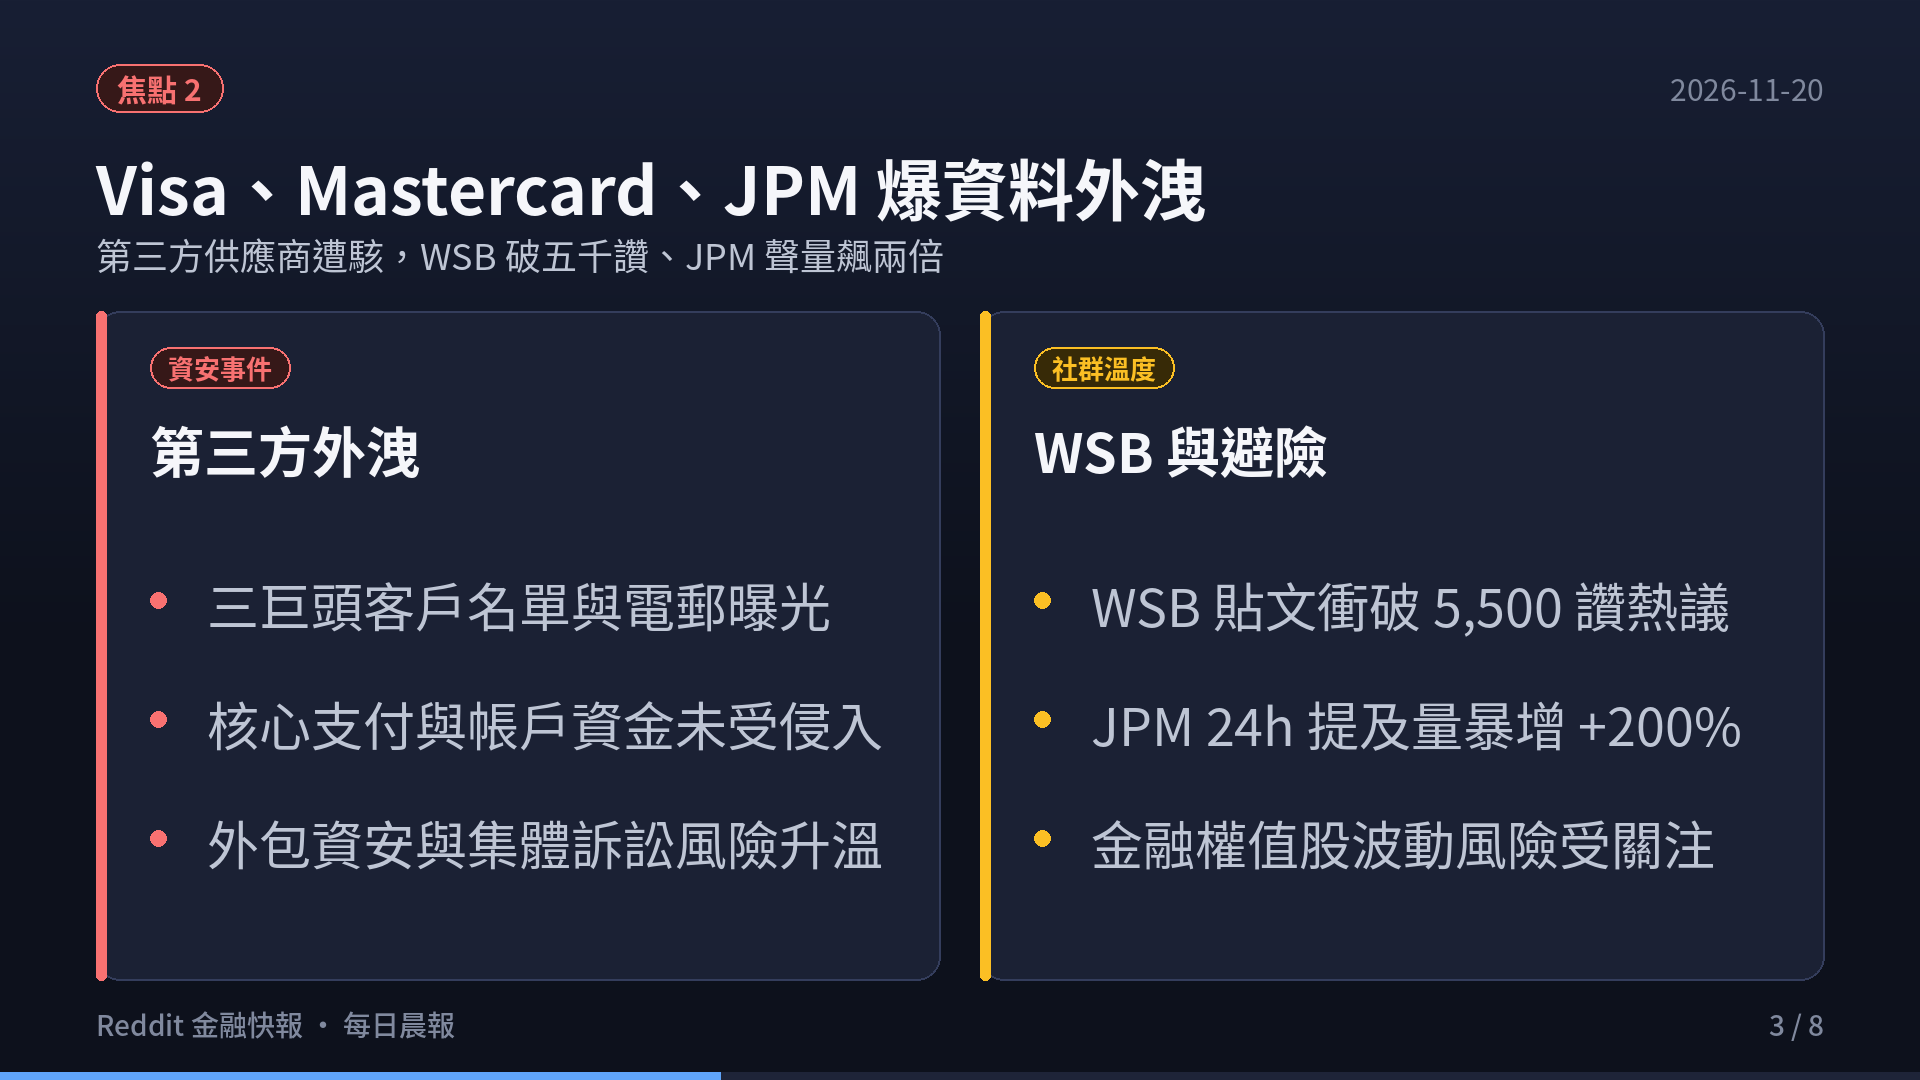 焦點 2
2026-11-20
Visa、Mastercard、JPM 爆資料外洩
第三方供應商遭駭，WSB 破五千讚、JPM 聲量飆兩倍
資安事件
第三方外洩
三巨頭客戶名單與電郵曝光
核心支付與帳戶資金未受侵入
外包資安與集體訴訟風險升溫
社群溫度
WSB 與避險
WSB 貼文衝破 5,500 讚熱議
JPM 24h 提及量暴增 +200%
金融權值股波動風險受關注
Reddit 金融快報 • 每日晨報
3 / 8